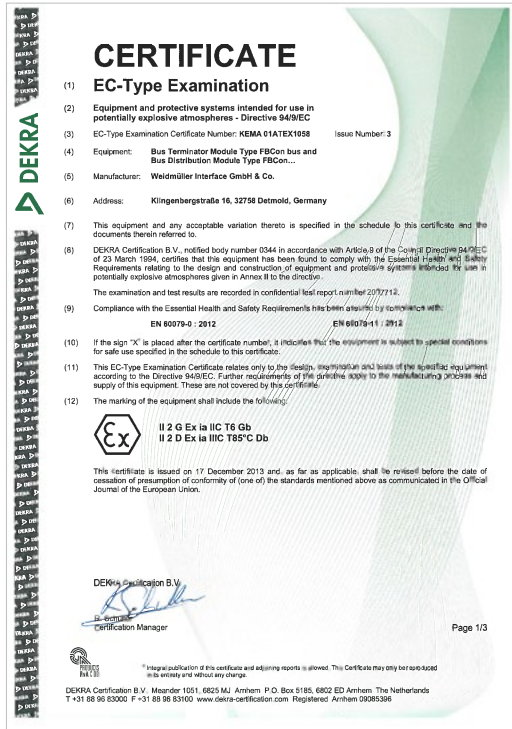 DEKRA
CERTIFICATE
(1) EC-Type Examination
(2) Equipment and protective systems intended for use in
potentially explosive atmospheres - Directive 94/9/EC
(3) EC-Type Examination Certificate Number: KEMA 01ATEX1058 Issue Number: 3
(4) Equipment: Bus Terminator Module Type FBCon bus and
Bus Distribution Module Type FBCon...
(5) Manufacturer: Weidmüller Interface GmbH & Co.
(6) Address: Klingenbergstraße 16, 32758 Detmold, Germany
(7) This equipment and any acceptable variation thereto is specified in the schedule to this certificate and the
documents therein referred to.
(8) DEKRA Certification B.V., notified body number 0344 in accordance with Article 9 of the Council Directive 94/9/EC
of 23 March 1994, certifies that this equipment has been found to comply with the Essential Health and Safety
Requirements relating to the design and construction of equipment and protective systems intended for use in
potentially explosive atmospheres given in Annex II to the directive.
The examination and test results are recorded in confidential test report number
(9) Compliance with the Essential Health and Safety Requirements has been assured by compliance with:
EN 60079-0 : 2012 EN 60079-11 : 2012
(10) If the sign "X" is placed after the certificate number, it indicates that the equipment is subject to special conditions
for safe use specified in the schedule to this certificate.
(11) This EC-Type Examination Certificate relates only to the design, examination and tests of the specified equipment
according to the Directive 94/9/EC. Further requirements of the directive apply to the manufacturing process and
supply of this equipment. These are not covered by this certificate.
(12) The marking of the equipment shall include the following:
Ex
II 2 G Ex ia IIC T6 Gb
II 2 D Ex ia IIIC T85°C Db
This certificate is issued on 17 December 2013 and, as far as applicable, shall be revised before the date of
cessation of presumption of conformity of (one of) the standards mentioned above as communicated in the Official
Journal of the European Union.
DEKRA Certification B.V.
Certification Manager
Page 1/3
PRODUCTS
RvA C
® Integral publication of this certificate and adjoining reports is allowed. This Certificate may only be reproduced
in its entirety and without any change.
DEKRA Certification B.V. Meander 1051, 6825 MJ Arnhem P.O. Box 5185, 6802 ED Arnhem The Netherlands
T +31 88 96 83000 F +31 88 96 83100 www.dekra-certification.com Registered Arnhem 09085396